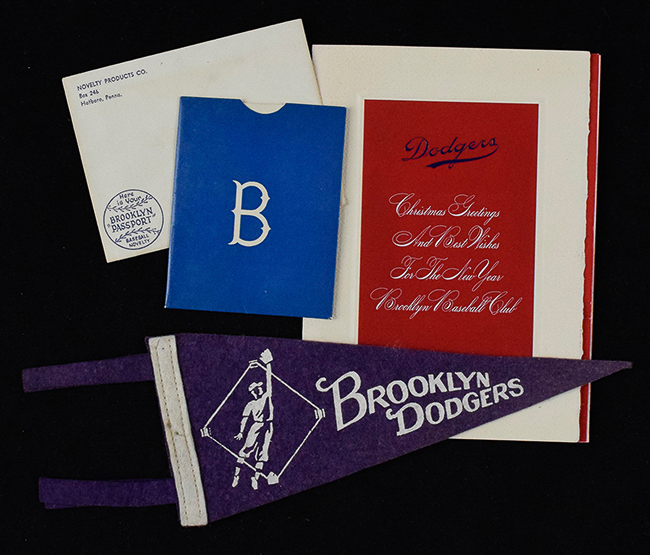 NOVELTY PRODUCTS CO.
Box 246
Hatboro, Penna.
Here
is Your
"BROOKLYN
PASSPORT"
BASEBALL
NOVELTY
B
Dodgers
Christmas Greetings
And Best Wishes
For The New Year
Brooklyn Baseball Club
BROOKLYN
DODGERS